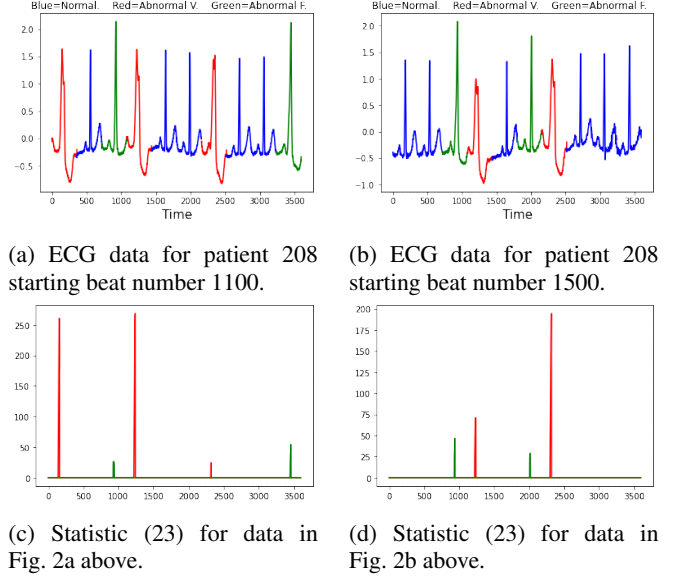 Blue=Normal. Red=Abnormal V. Green=Abnormal F.
2.0
1.5
1.0
0.5
0.0
−0.5
0 500 1000 1500 2000 2500 3000 3500
Time
Blue=Normal. Red=Abnormal V. Green=Abnormal F.
2.0
1.5
1.0
0.5
0.0
−0.5
−1.0
0 500 1000 1500 2000 2500 3000 3500
Time
(a) ECG data for patient 208
starting beat number 1100.
(b) ECG data for patient 208
starting beat number 1500.
250
200
150
100
50
0
0 500 1000 1500 2000 2500 3000 3500
200
175
150
125
100
75
50
25
0
0 500 1000 1500 2000 2500 3000 3500
(c) Statistic (23) for data in
Fig. 2a above.
(d) Statistic (23) for data in
Fig. 2b above.